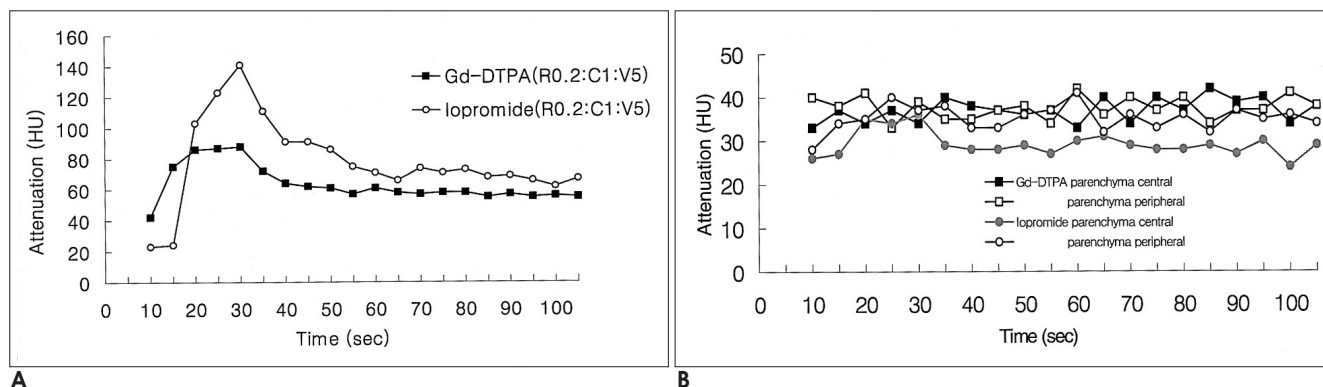 160
140
120
100
80
60
40
20
0
Attenuation (HU)
Gd-DTPA(R0.2:C1:V5)
Iopromide(R0.2:C1:V5)
0 10 20 30 40 50 60 70 80 90 100
Time (sec)
A
50
40
30
20
10
0
Attenuation (HU)
Gd-DTPA parenchyma central
parenchyma peripheral
Iopromide parenchyma central
parenchyma peripheral
0 10 20 30 40 50 60 70 80 90 100
Time (sec)
B